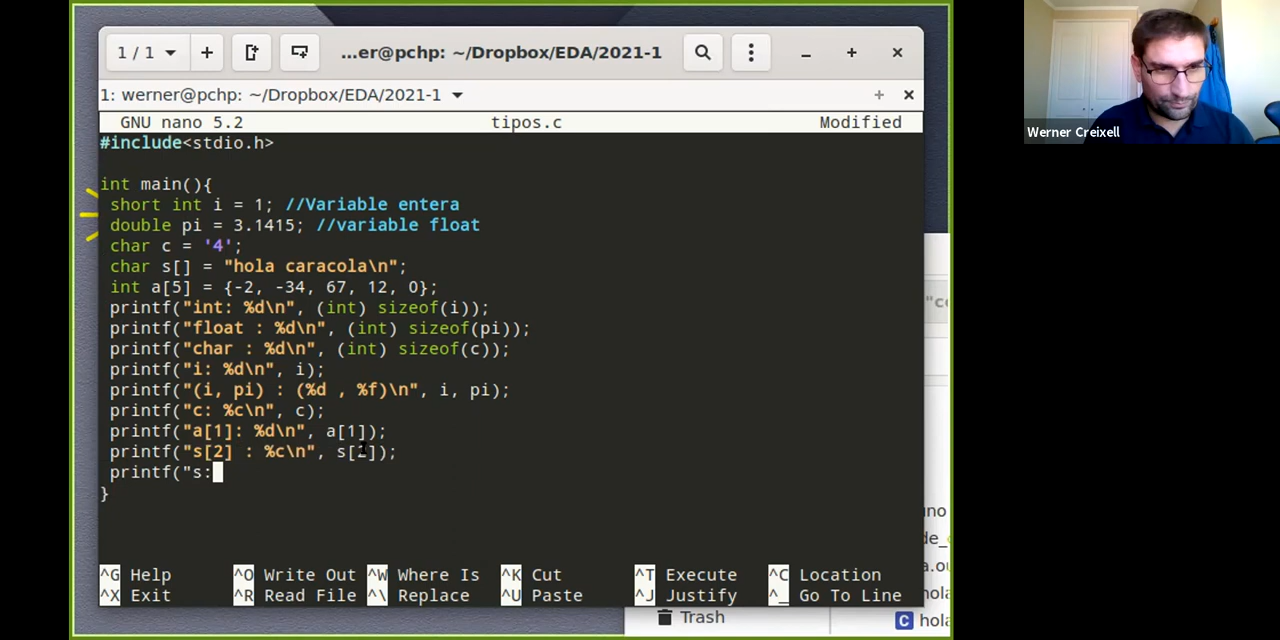 1 / 1
…er@pchp: ~/Dropbox/EDA/2021-1
1: werner@pchp: ~/Dropbox/EDA/2021-1
GNU nano 5.2 tipos.c Modified
#include<stdio.h>
int main(){
short int i = 1; //Variable entera
double pi = 3.1415; //variable float
char c = '4';
char s[] = "hola caracola\n";
int a[5] = {-2, -34, 67, 12, 0};
printf("int: %d\n", (int) sizeof(i));
printf("float : %d\n", (int) sizeof(pi));
printf("char : %d\n", (int) sizeof(c));
printf("i: %d\n", i);
printf("(i, pi) : (%d , %f)\n", i, pi);
printf("c: %c\n", c);
printf("a[1]: %d\n", a[1]);
printf("s[2] : %c\n", s[2]);
printf("s:
}
^G Help ^O Write Out ^W Where Is ^K Cut ^T Execute ^C Location
^X Exit ^R Read File ^\ Replace ^U Paste ^J Justify ^_ Go To Line
Trash
Werner Creixell